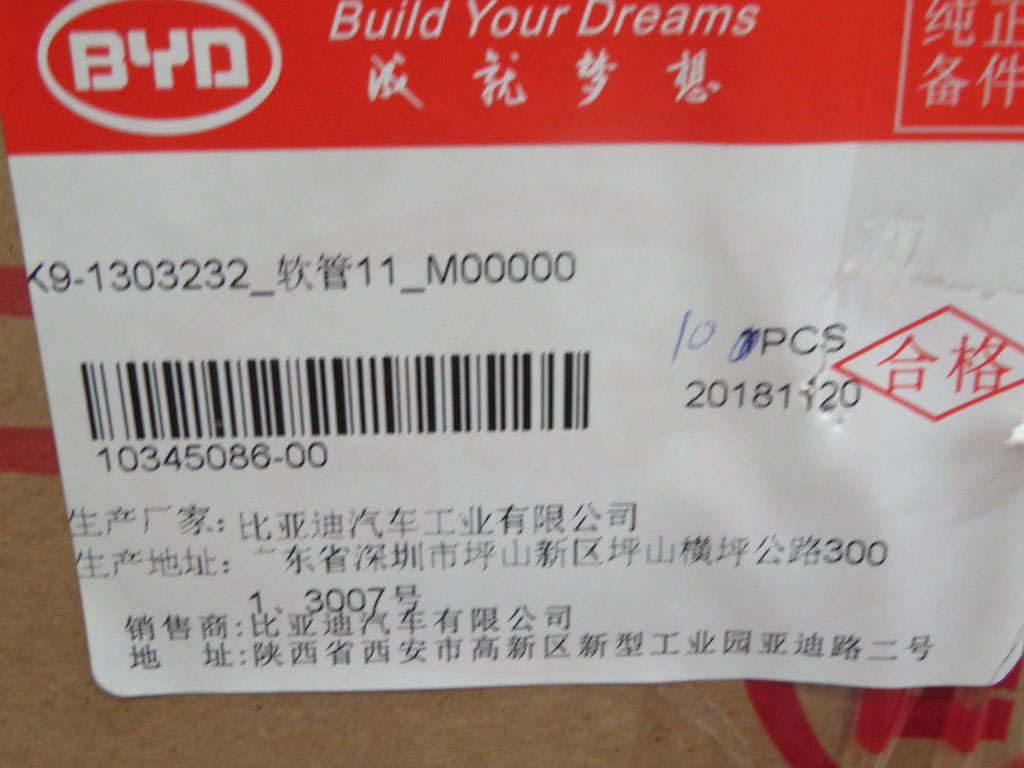 BYD
Build Your Dreams
成就梦想
纯正
备件
K9-1303232_软管11_M00000
10 1PCS
20181120
合格
10345086-00
生产厂家:比亚迪汽车工业有限公司
生产地址:广东省深圳市坪山新区坪山横坪公路300
1、3007号
销售商:比亚迪汽车有限公司
地 址:陕西省西安市高新区新型工业园亚迪路二号